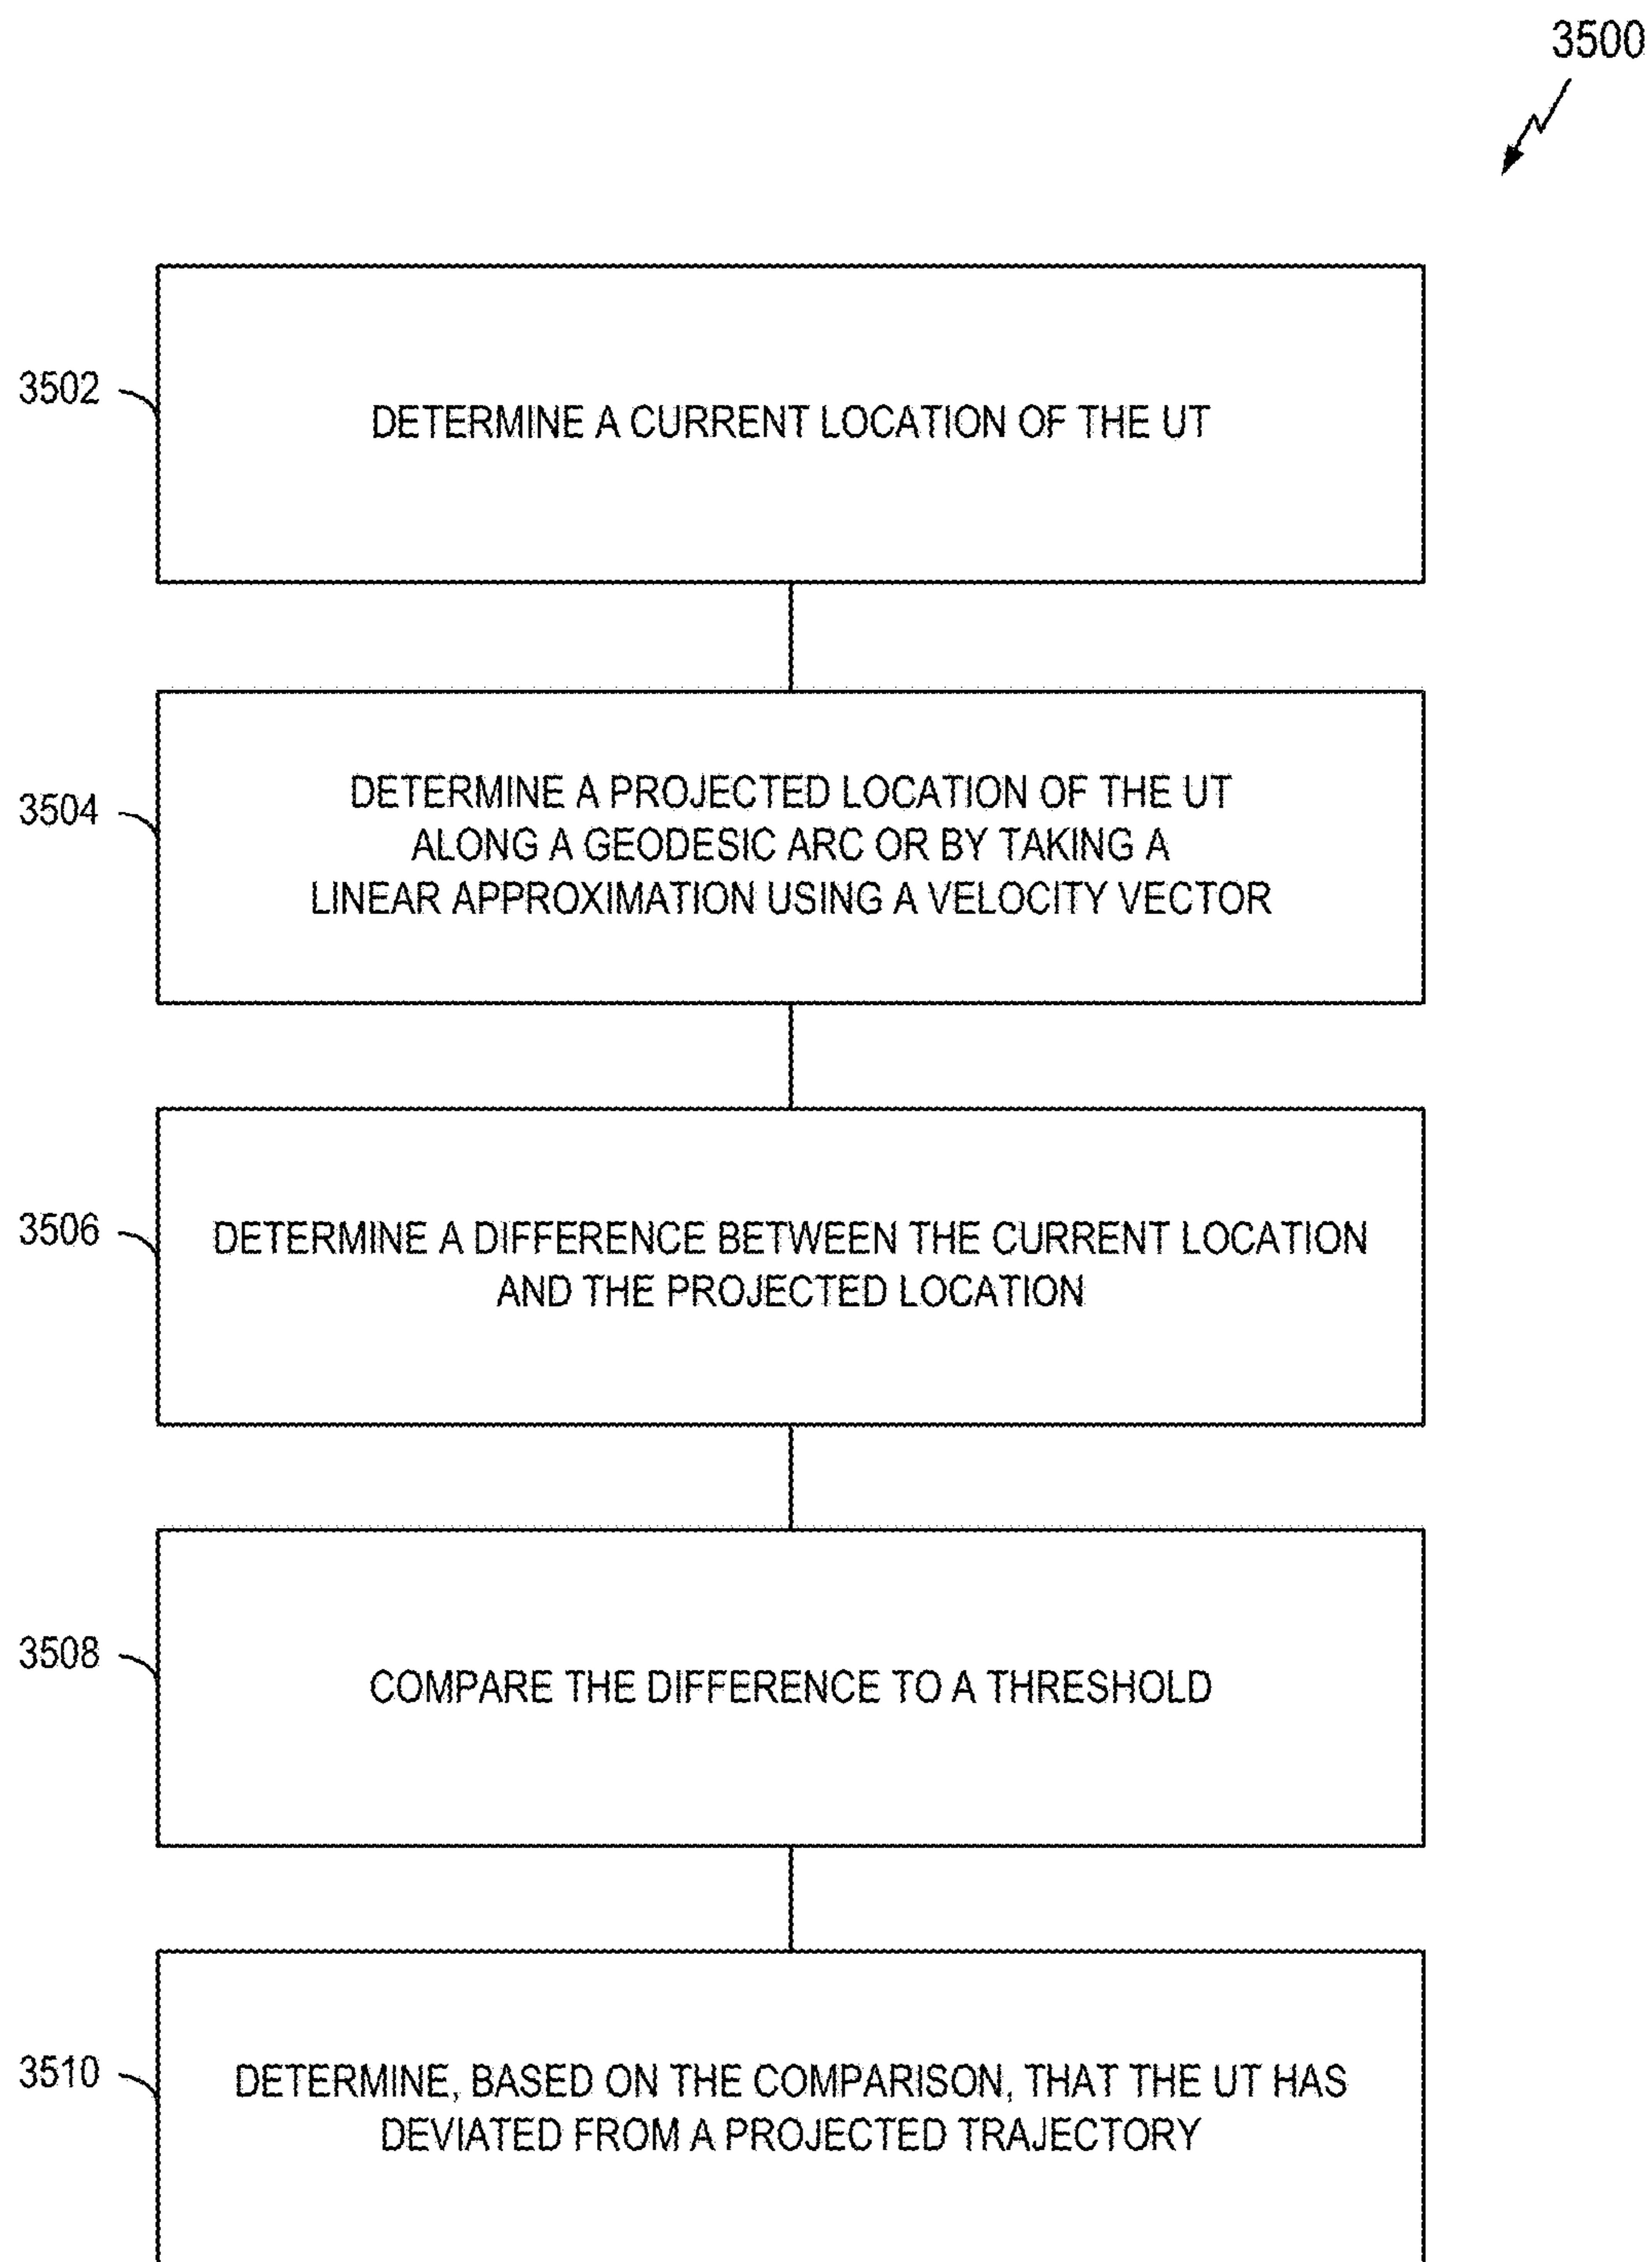 3500
3502
DETERMINE A CURRENT LOCATION OF THE UT
3504
DETERMINE A PROJECTED LOCATION OF THE UT
ALONG A GEODESIC ARC OR BY TAKING A
LINEAR APPROXIMATION USING A VELOCITY VECTOR
3506
DETERMINE A DIFFERENCE BETWEEN THE CURRENT LOCATION
AND THE PROJECTED LOCATION
3508
COMPARE THE DIFFERENCE TO A THRESHOLD
3510
DETERMINE, BASED ON THE COMPARISON, THAT THE UT HAS
DEVIATED FROM A PROJECTED TRAJECTORY